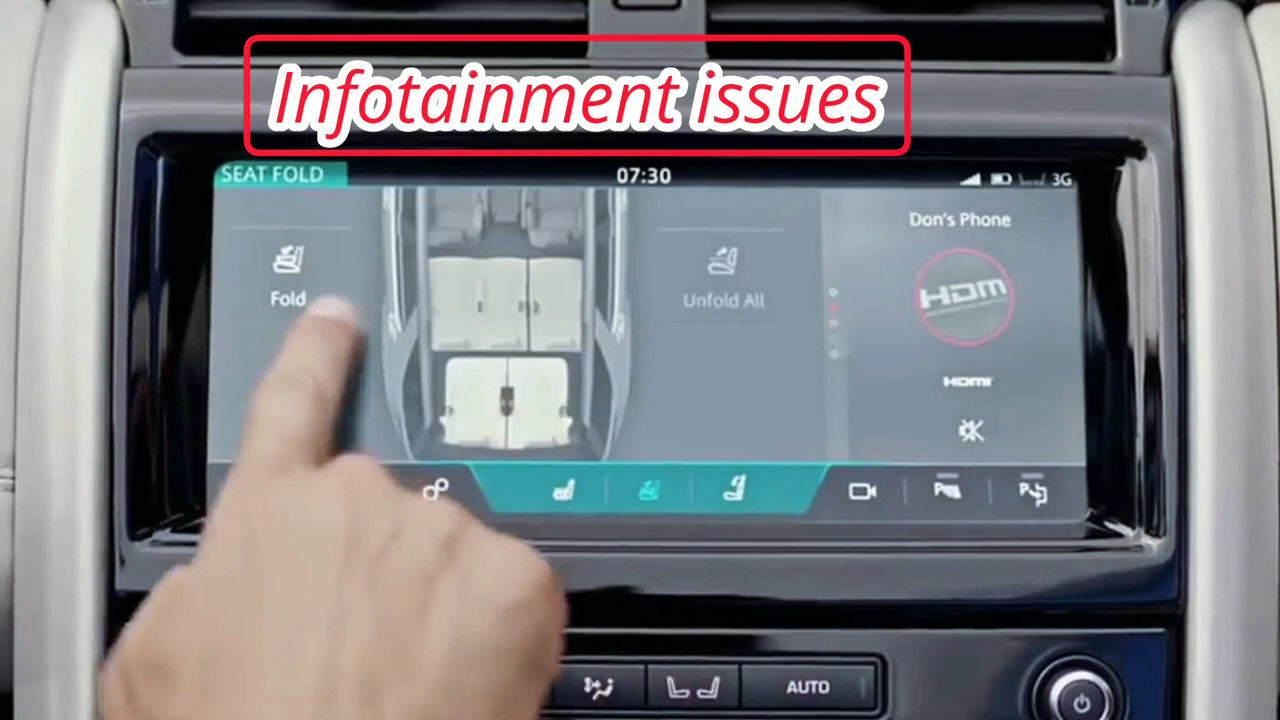 Infotainment issues
SEAT FOLD
07:30
3G
Don's Phone
Fold
Unfold All
HDMI
AUTO